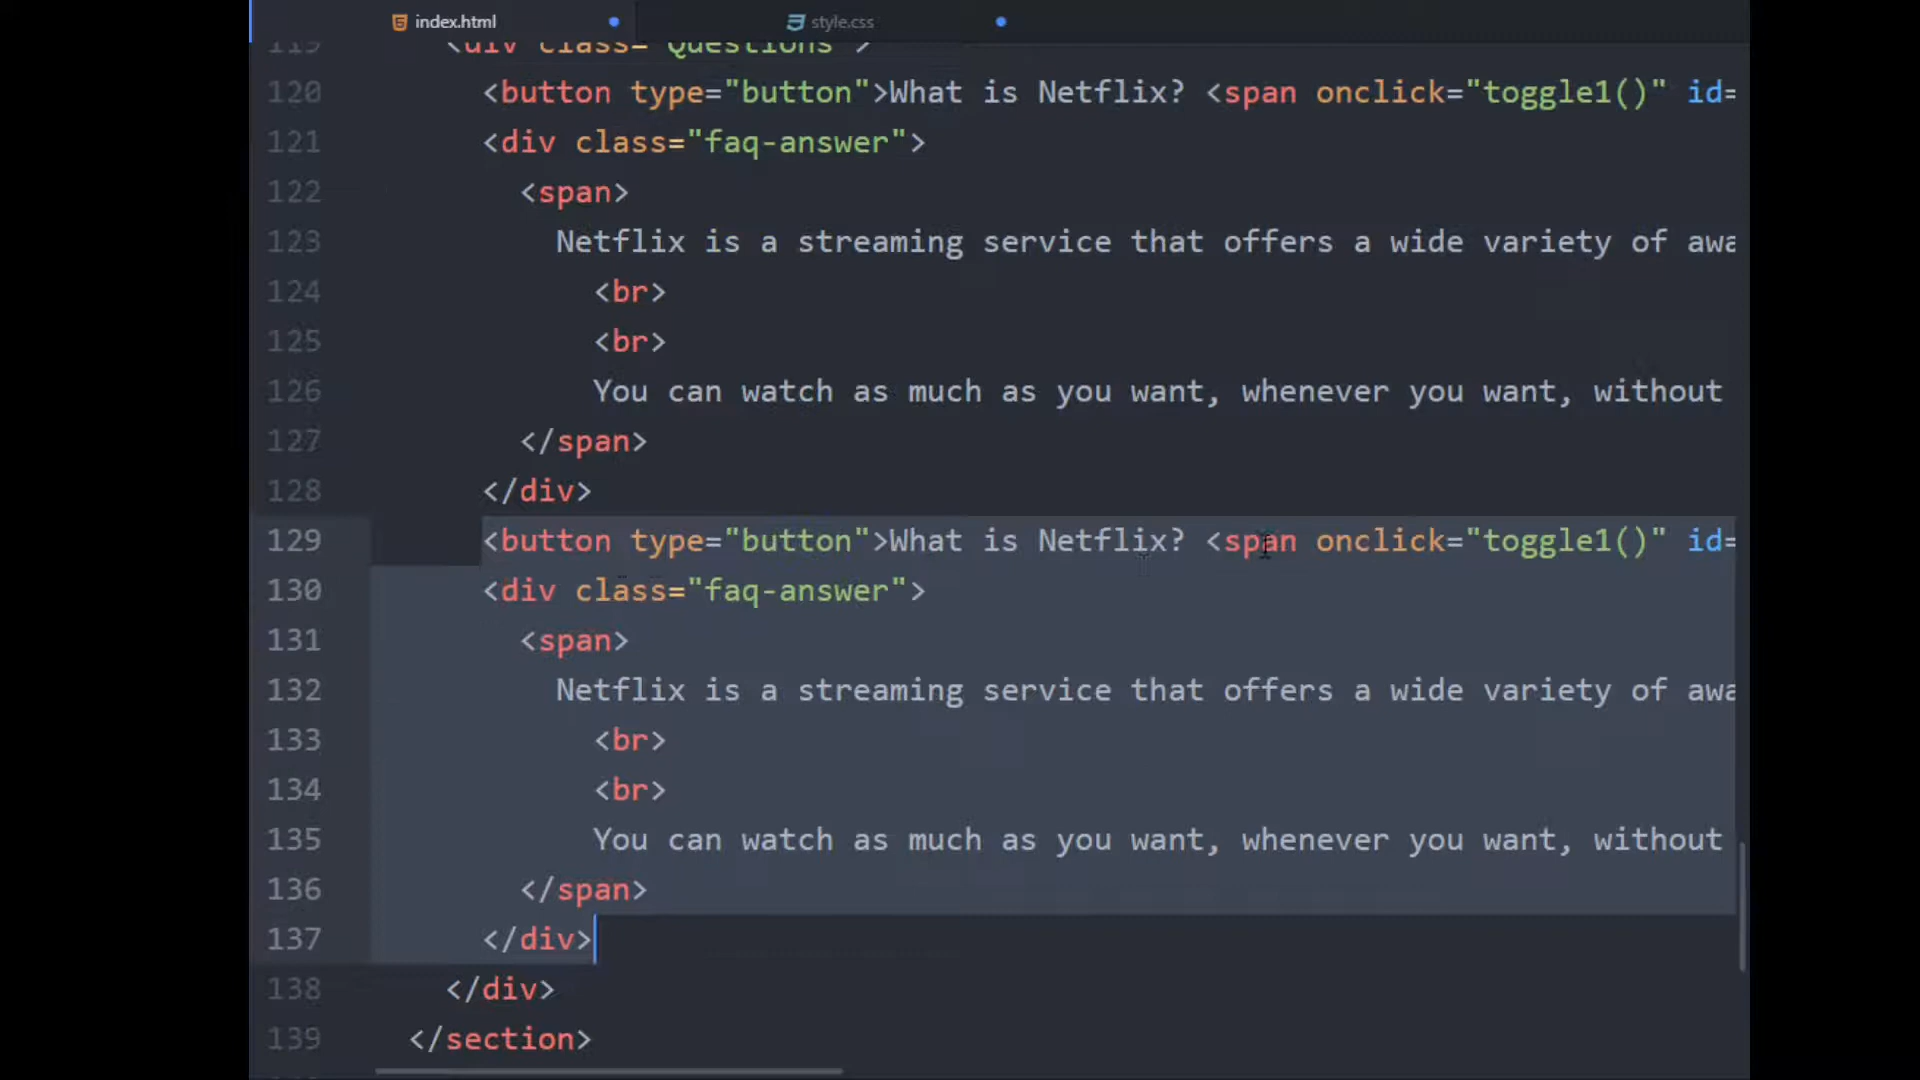 index.html
style.css
119 <div class="Questions">
120 <button type="button">What is Netflix? <span onclick="toggle1()" id=
121 <div class="faq-answer">
122 <span>
123 Netflix is a streaming service that offers a wide variety of awa
124 <br>
125 <br>
126 You can watch as much as you want, whenever you want, without
127 </span>
128 </div>
129 <button type="button">What is Netflix? <span onclick="toggle1()" id=
130 <div class="faq-answer">
131 <span>
132 Netflix is a streaming service that offers a wide variety of awa
133 <br>
134 <br>
135 You can watch as much as you want, whenever you want, without
136 </span>
137 </div>
138 </div>
139 </section>